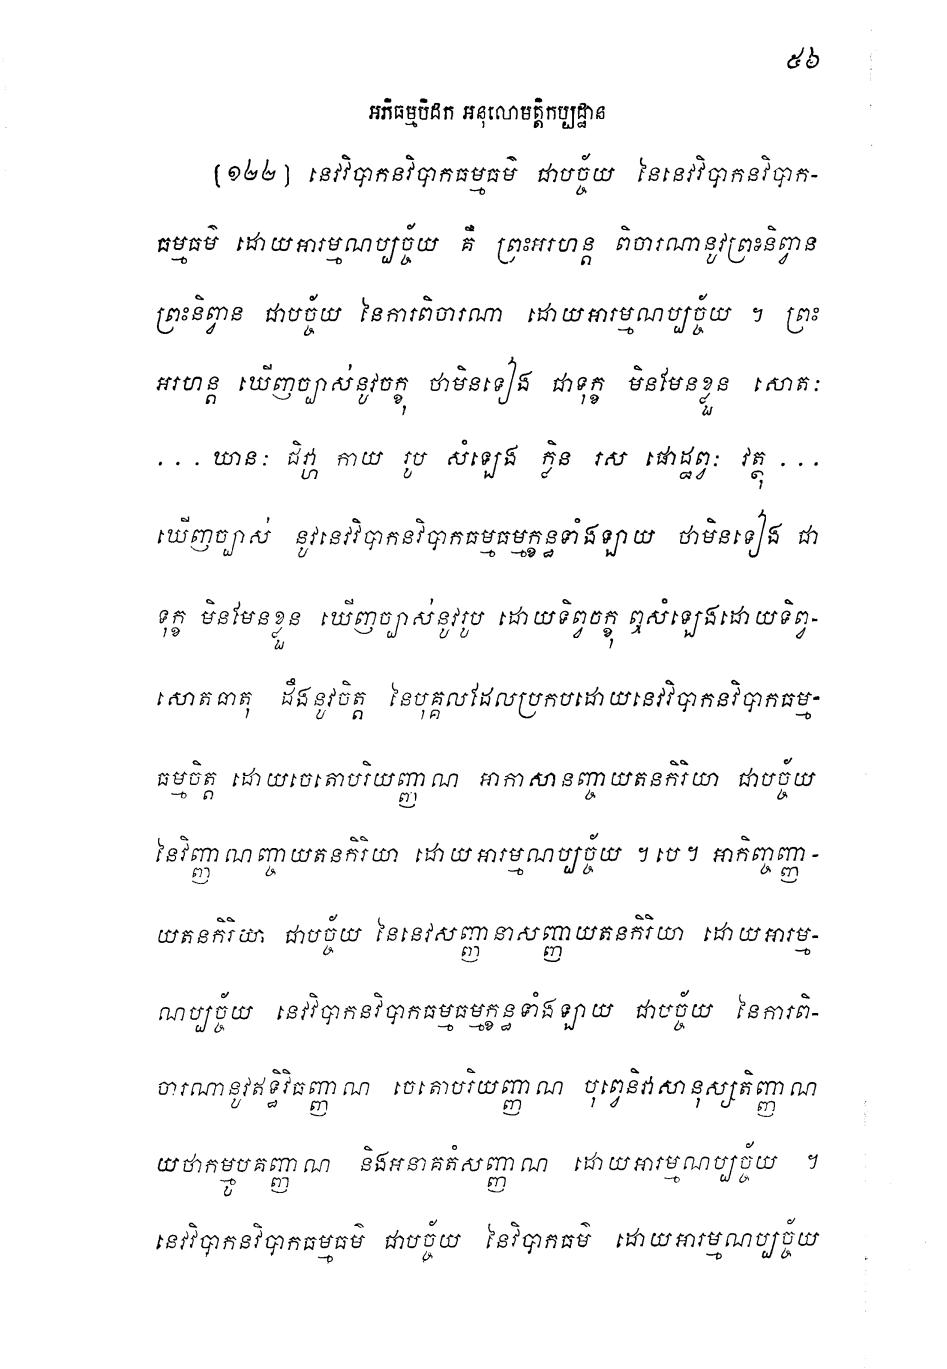 ៥៦
អភិធម្មបិដក អនុលោមត្តិកប្បដ្ឋាន
(១៤៤) នេវវិបាកនវិបាកធម្មធម៌ ជាបច្ច័យ នៃនេវវិបាកនវិបាក-
ធម្មធម៌ ដោយអារម្មណប្បច្ច័យ គឺ ព្រះអរហន្ត ពិចារណានូវព្រះនិព្វាន
ព្រះនិព្វាន ជាបច្ច័យ នៃការពិចារណា ដោយអារម្មណប្បច្ច័យ ។ ព្រះ
អរហន្ត ឃើញច្បាស់នូវចក្ខុ ថាមិនទៀង ជាទុក្ខ មិនមែនខ្លួន សោតៈ
... ឃានៈ ជិវ្ហា កាយ រូប សំឡេង ក្លិន រស ផោដ្ឋព្វៈ វត្ថុ ...
ឃើញច្បាស់ នូវនេវវិបាកនវិបាកធម្មធម្មក្ខន្ធទាំងឡាយ ថាមិនទៀង ជា
ទុក្ខ មិនមែនខ្លួន ឃើញច្បាស់នូវរូប ដោយទិព្វចក្ខុ ឮសំឡេងដោយទិព្វ-
សោតធាតុ ដឹងនូវចិត្ត នៃបុគ្គលដែលប្រកបដោយនេវវិបាកនវិបាកធម្ម-
ធម្មចិត្ត ដោយចេតោបរិយញ្ញាណ អាកាសានញ្ចាយតនកិរិយា ជាបច្ច័យ
នៃវិញ្ញាណញ្ចាយតនកិរិយា ដោយអារម្មណប្បច្ច័យ ។ បេ ។ អាកិញ្ចញ្ញា-
យតនកិរិយា ជាបច្ច័យ នៃនេវសញ្ញានាសញ្ញាយតនកិរិយា ដោយអារម្ម-
ណប្បច្ច័យ នេវវិបាកនវិបាកធម្មធម្មក្ខន្ធទាំងឡាយ ជាបច្ច័យ នៃការពិ-
ចារណានូវឥទ្ធិវិធញ្ញាណ ចេតោបរិយញ្ញាណ បុព្វេនិវាសានុស្សតិញ្ញាណ
យថាកម្មូបគញ្ញាណ និងអនាគតំសញ្ញាណ ដោយអារម្មណប្បច្ច័យ ។
នេវវិបាកនវិបាកធម្មធម៌ ជាបច្ច័យ នៃវិបាកធម៌ ដោយអារម្មណប្បច្ច័យ